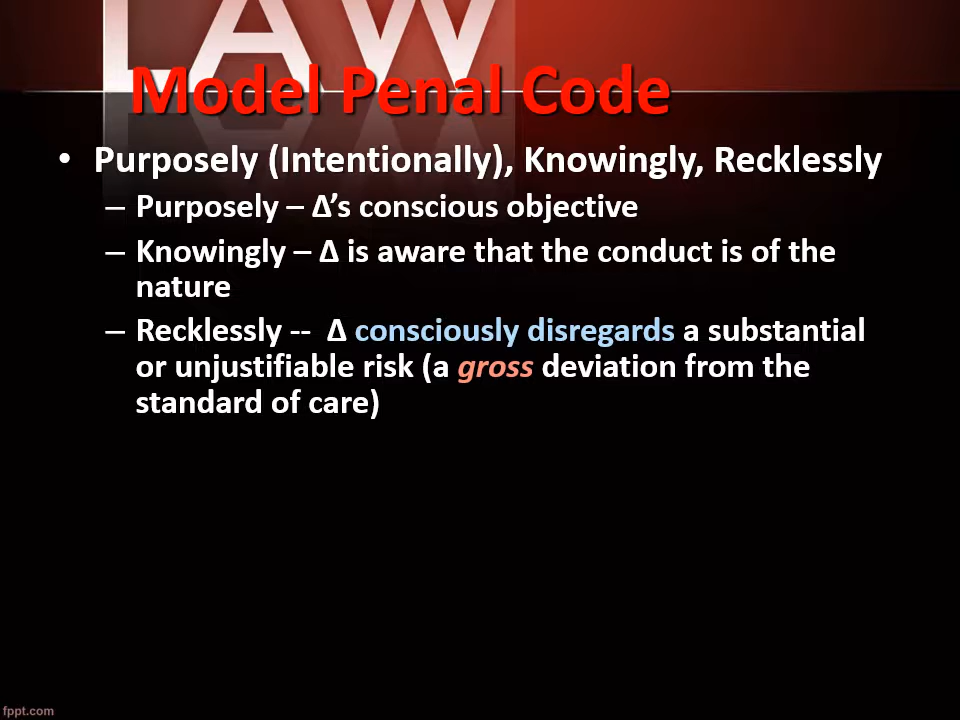 LAW
Model Penal Code
• Purposely (Intentionally), Knowingly, Recklessly
– Purposely – Δ’s conscious objective
– Knowingly – Δ is aware that the conduct is of the
nature
– Recklessly -- Δ consciously disregards a substantial
or unjustifiable risk (a gross deviation from the
standard of care)
fppt.com